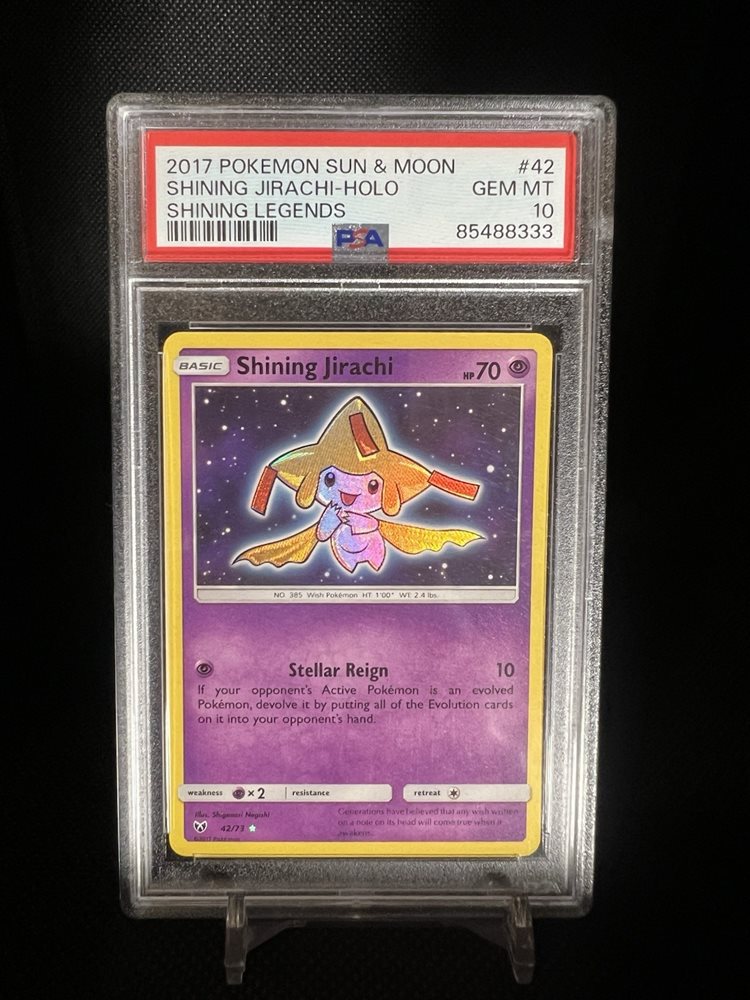 2017 POKEMON SUN & MOON #42
SHINING JIRACHI-HOLO GEM MT
SHINING LEGENDS 10
PSA 85488333
BASIC Shining Jirachi HP 70
NO. 385 Wish Pokémon HT: 1'00" WT: 2.4 lbs.
Stellar Reign 10
If your opponent's Active Pokémon is an evolved
Pokémon, devolve it by putting all of the Evolution cards
on it into your opponent's hand.
weakness ×2 resistance retreat
Illus. Shigenori Negishi
42/73
©2017 Pokémon
Generations have believed that any wish written
on a note on its head will come true when it
awakens.